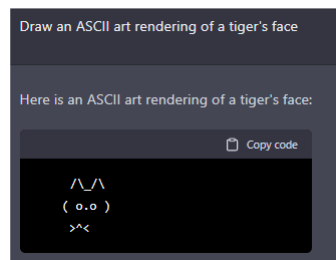 Draw an ASCII art rendering of a tiger's face
Here is an ASCII art rendering of a tiger's face:
Copy code
/\_/\
( o.o )
>^<